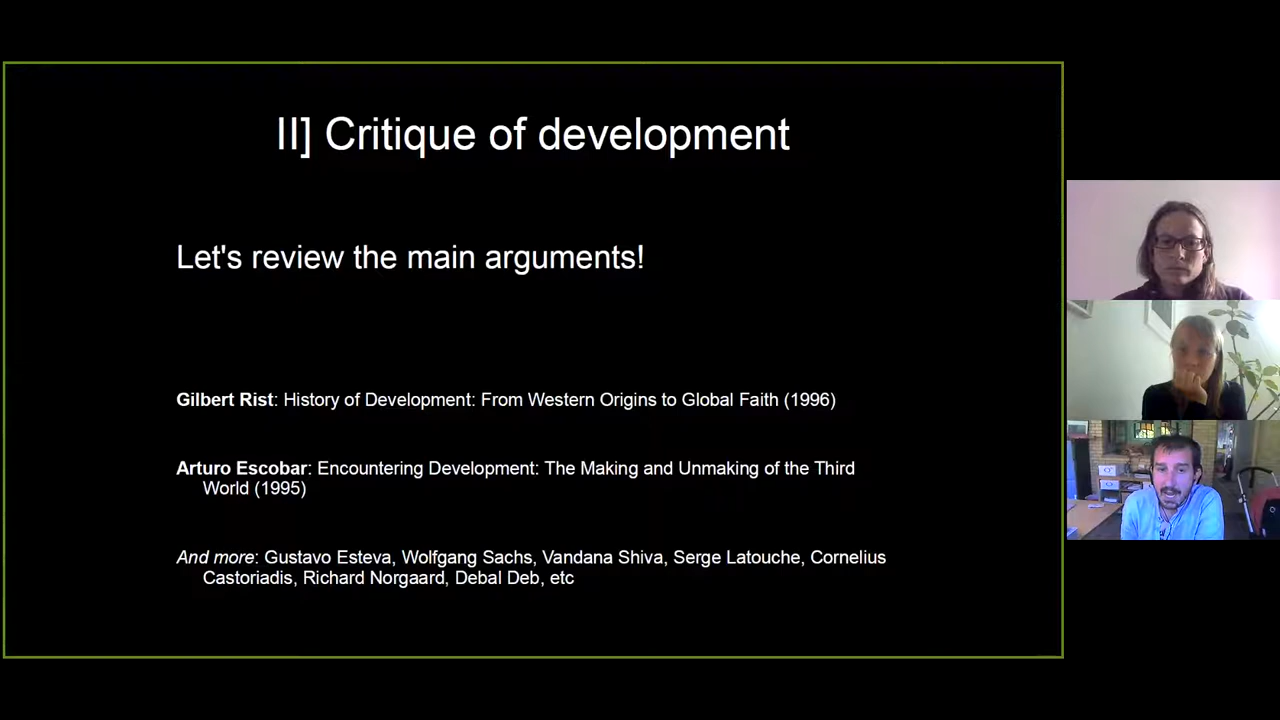 II] Critique of development
Let's review the main arguments!
Gilbert Rist: History of Development: From Western Origins to Global Faith (1996)
Arturo Escobar: Encountering Development: The Making and Unmaking of the Third
World (1995)
And more: Gustavo Esteva, Wolfgang Sachs, Vandana Shiva, Serge Latouche, Cornelius
Castoriadis, Richard Norgaard, Debal Deb, etc